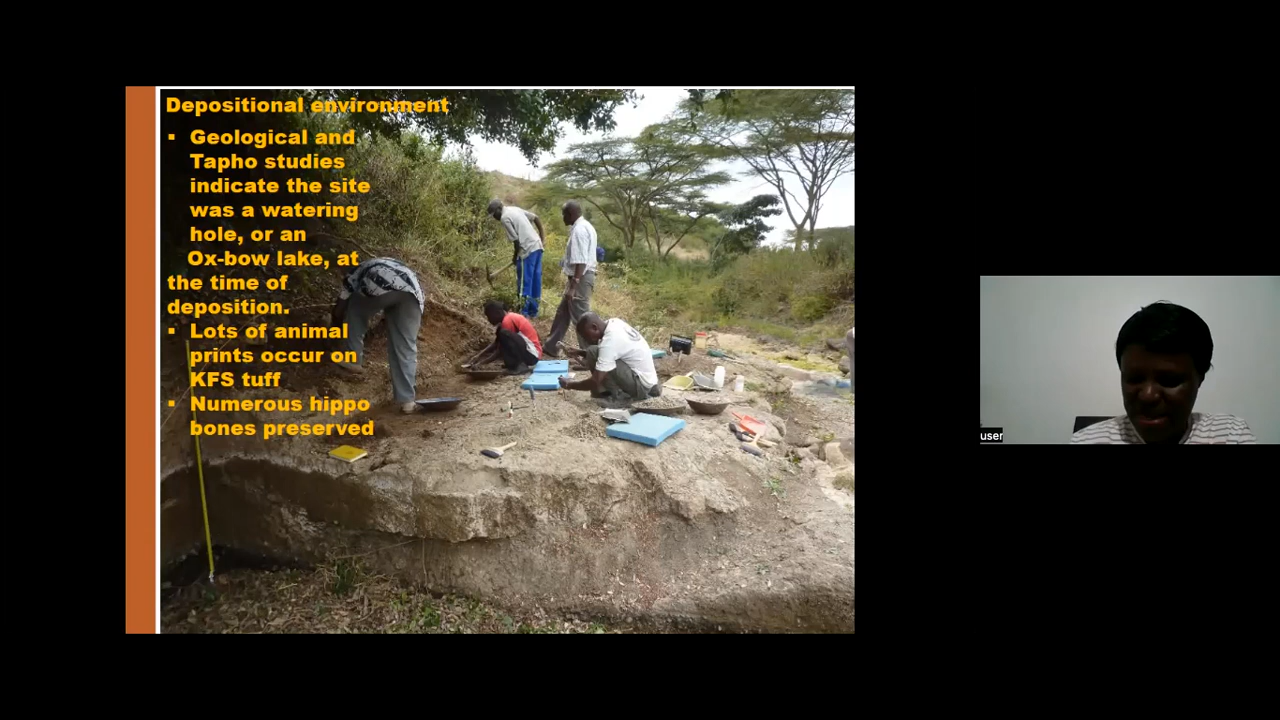 Depositional environment
▪ Geological and
Tapho studies
indicate the site
was a watering
hole, or an
Ox-bow lake, at
the time of
deposition.
▪ Lots of animal
prints occur on
KFS tuff
▪ Numerous hippo
bones preserved
user